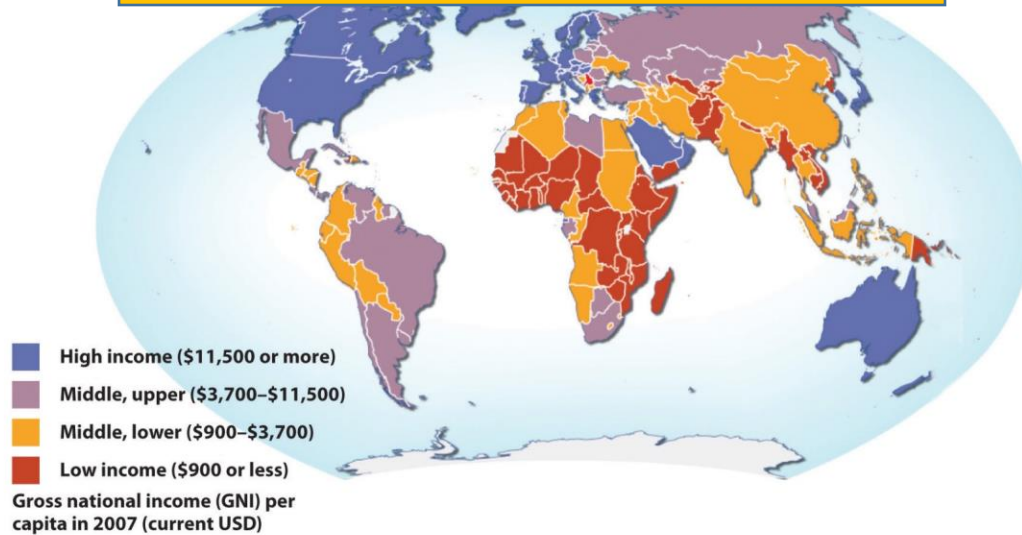 High income ($11,500 or more)
Middle, upper ($3,700–$11,500)
Middle, lower ($900–$3,700)
Low income ($900 or less)
Gross national income (GNI) per
capita in 2007 (current USD)